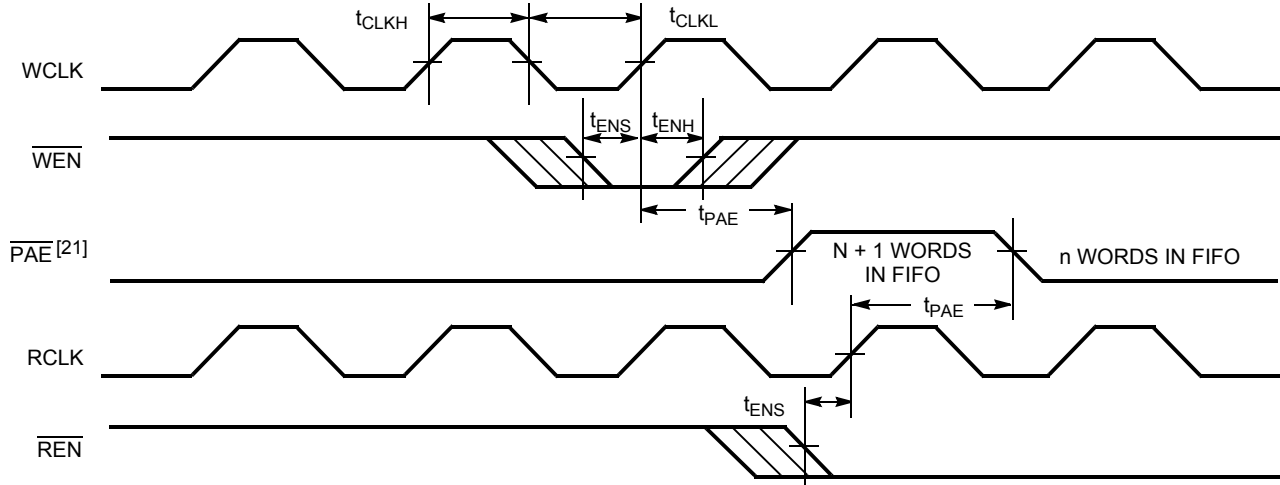 tCLKH
tCLKL
WCLK
tENS
tENH
WEN
tPAE
PAE [21]
N + 1 WORDS
IN FIFO
n WORDS IN FIFO
tPAE
RCLK
tENS
REN